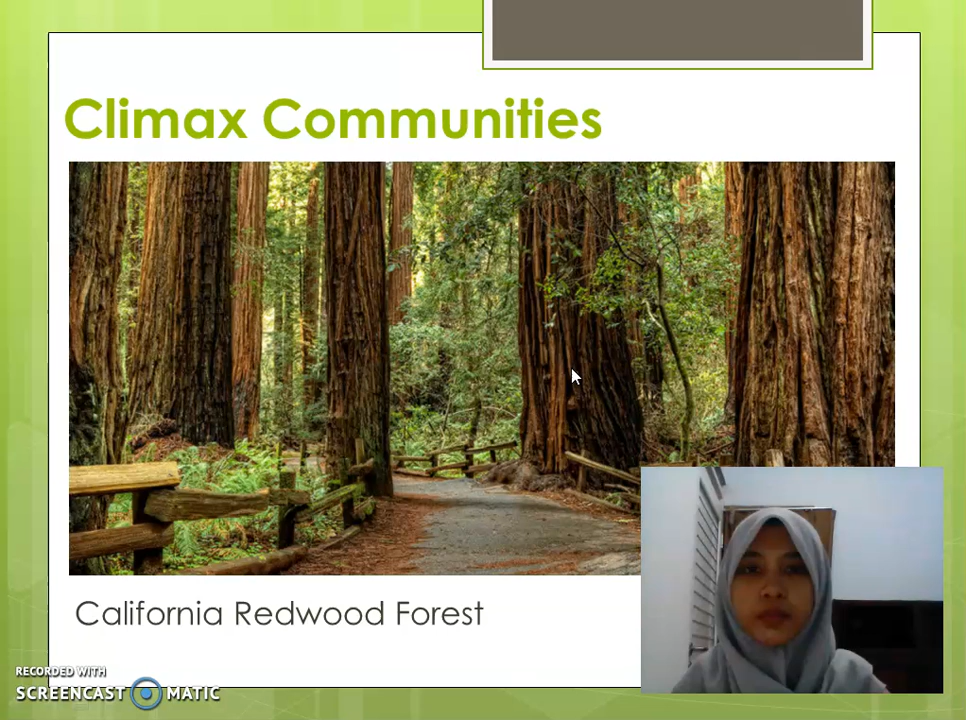 Climax Communities
California Redwood Forest
RECORDED WITH
SCREENCAST MATIC